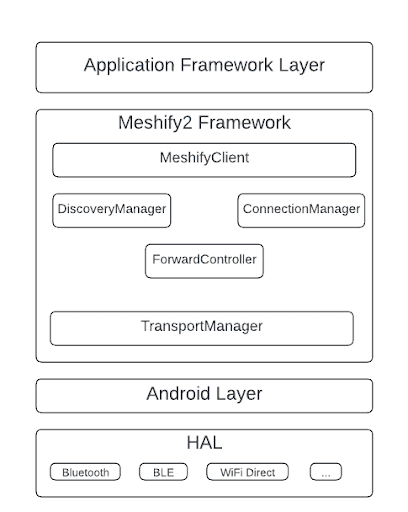 Application Framework Layer
Meshify2 Framework
MeshifyClient
DiscoveryManager
ConnectionManager
ForwardController
TransportManager
Android Layer
HAL
Bluetooth
BLE
WiFi Direct
...